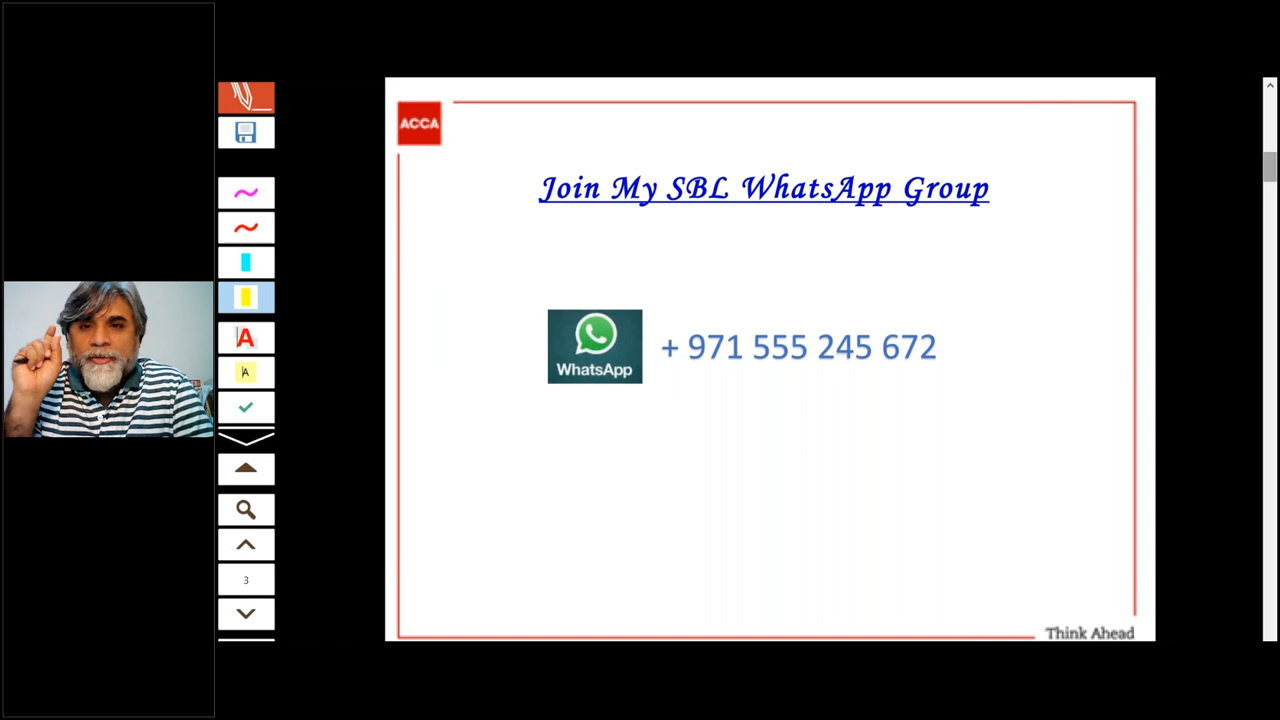 ACCA
Join My SBL WhatsApp Group
WhatsApp
+ 971 555 245 672
Think Ahead
A
A
3